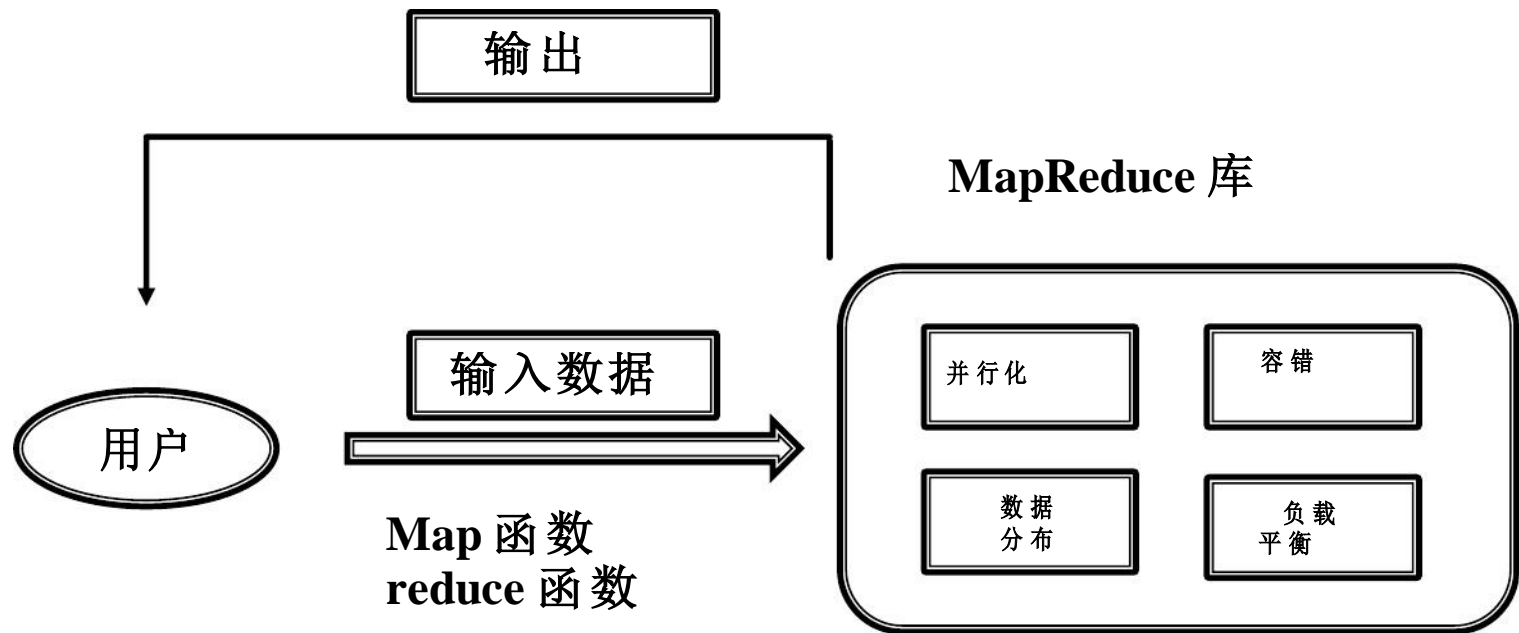 输出
MapReduce 库
输入数据
并行化
容错
用户
数据
分布
负载
平衡
Map 函数
reduce 函数